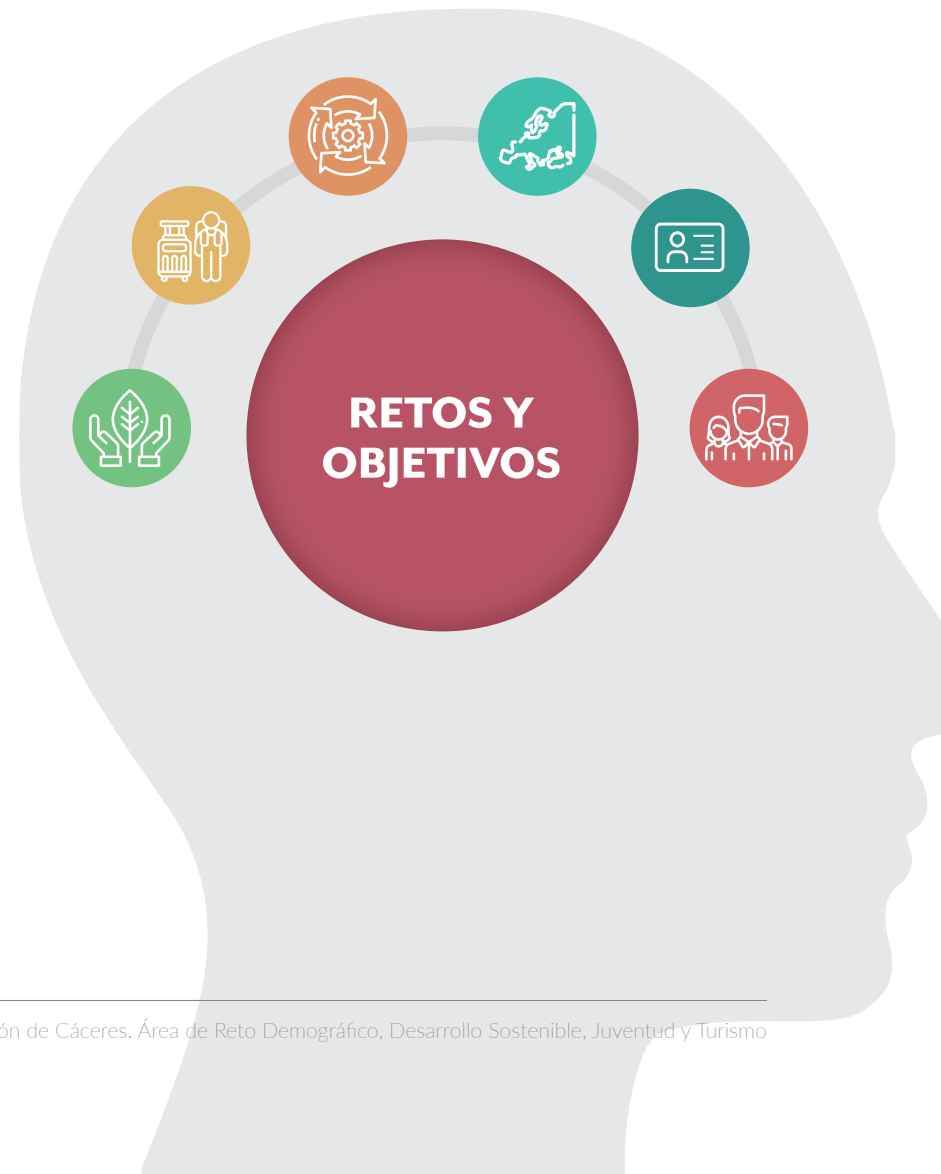 RETOS Y
OBJETIVOS
ón de Cáceres. Área de Reto Demográfico, Desarrollo Sostenible, Juventud y Turismo